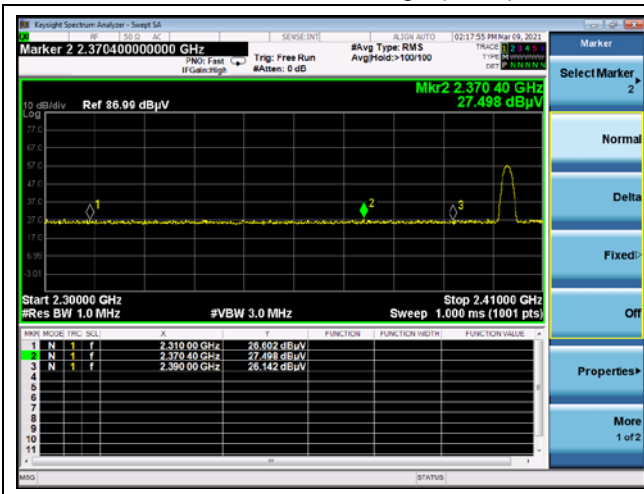 Keysight Spectrum Analyzer - Swept SA
RF 50 Ω AC SENSE:INT ALIGN AUTO 02:17:55 PM Mar 09, 2021
Marker 2 2.370400000000 GHz
PNO: Fast
IFGain:High
Trig: Free Run
#Atten: 0 dB
#Avg Type: RMS
Avg|Hold:>100/100
TRACE 1 2 3 4 5 6
TYPE M
DET P N N N N N
Mkr2 2.370 40 GHz
27.498 dBµV
10 dB/div Ref 86.99 dBµV
Log
77.0
67.0
57.0
47.0
37.0
27.0
17.0
6.99
-3.01
1
2
3
Start 2.30000 GHz Stop 2.41000 GHz
#Res BW 1.0 MHz #VBW 3.0 MHz Sweep 1.000 ms (1001 pts)
MKR MODE TRC SCL X Y FUNCTION FUNCTION WIDTH FUNCTION VALUE
1 N 1 f 2.310 00 GHz 26.602 dBµV
2 N 1 f 2.370 40 GHz 27.498 dBµV
3 N 1 f 2.390 00 GHz 26.142 dBµV
4
5
6
7
8
9
10
11
MSG STATUS
Marker
Select Marker
2
Normal
Delta
Fixed
Off
Properties
More
1 of 2